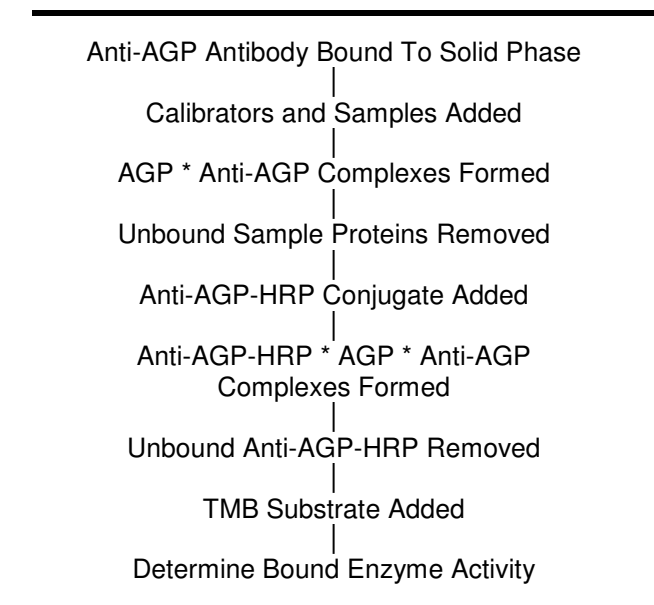 Anti-AGP Antibody Bound To Solid Phase
Calibrators and Samples Added
AGP * Anti-AGP Complexes Formed
Unbound Sample Proteins Removed
Anti-AGP-HRP Conjugate Added
Anti-AGP-HRP * AGP * Anti-AGP
Complexes Formed
Unbound Anti-AGP-HRP Removed
TMB Substrate Added
Determine Bound Enzyme Activity